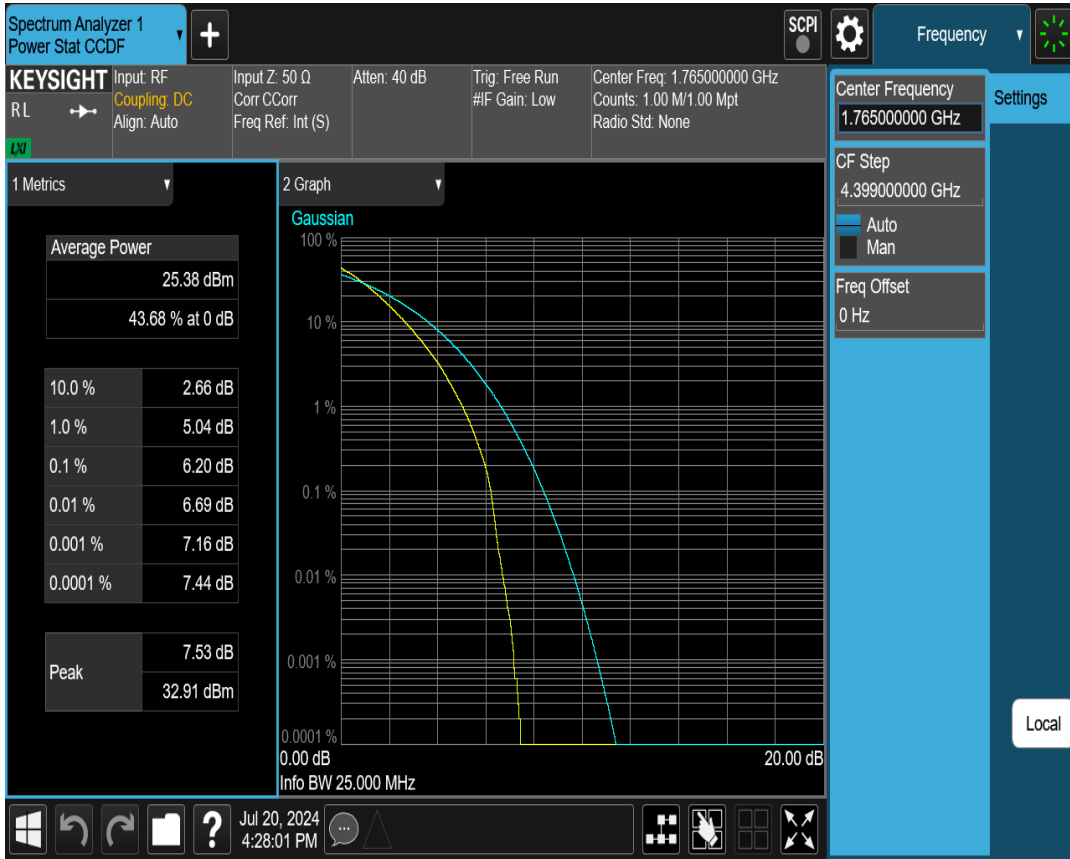 Spectrum Analyzer 1
Power Stat CCDF
SCPI
Frequency
KEYSIGHT
R L
LXI
Input: RF
Coupling: DC
Align: Auto
Input Z: 50 Ω
Corr CCorr
Freq Ref: Int (S)
Atten: 40 dB
Trig: Free Run
#IF Gain: Low
Center Freq: 1.765000000 GHz
Counts: 1.00 M/1.00 Mpt
Radio Std: None
Center Frequency
1.765000000 GHz
Settings
CF Step
4.399000000 GHz
Auto
Man
Freq Offset
0 Hz
1 Metrics
Average Power
25.38 dBm
43.68 % at 0 dB
10.0 % 2.66 dB
1.0 % 5.04 dB
0.1 % 6.20 dB
0.01 % 6.69 dB
0.001 % 7.16 dB
0.0001 % 7.44 dB
Peak 7.53 dB
32.91 dBm
2 Graph
Gaussian
100 %
10 %
1 %
0.1 %
0.01 %
0.001 %
0.0001 %
0.00 dB 20.00 dB
Info BW 25.000 MHz
Local
?
Jul 20, 2024
4:28:01 PM